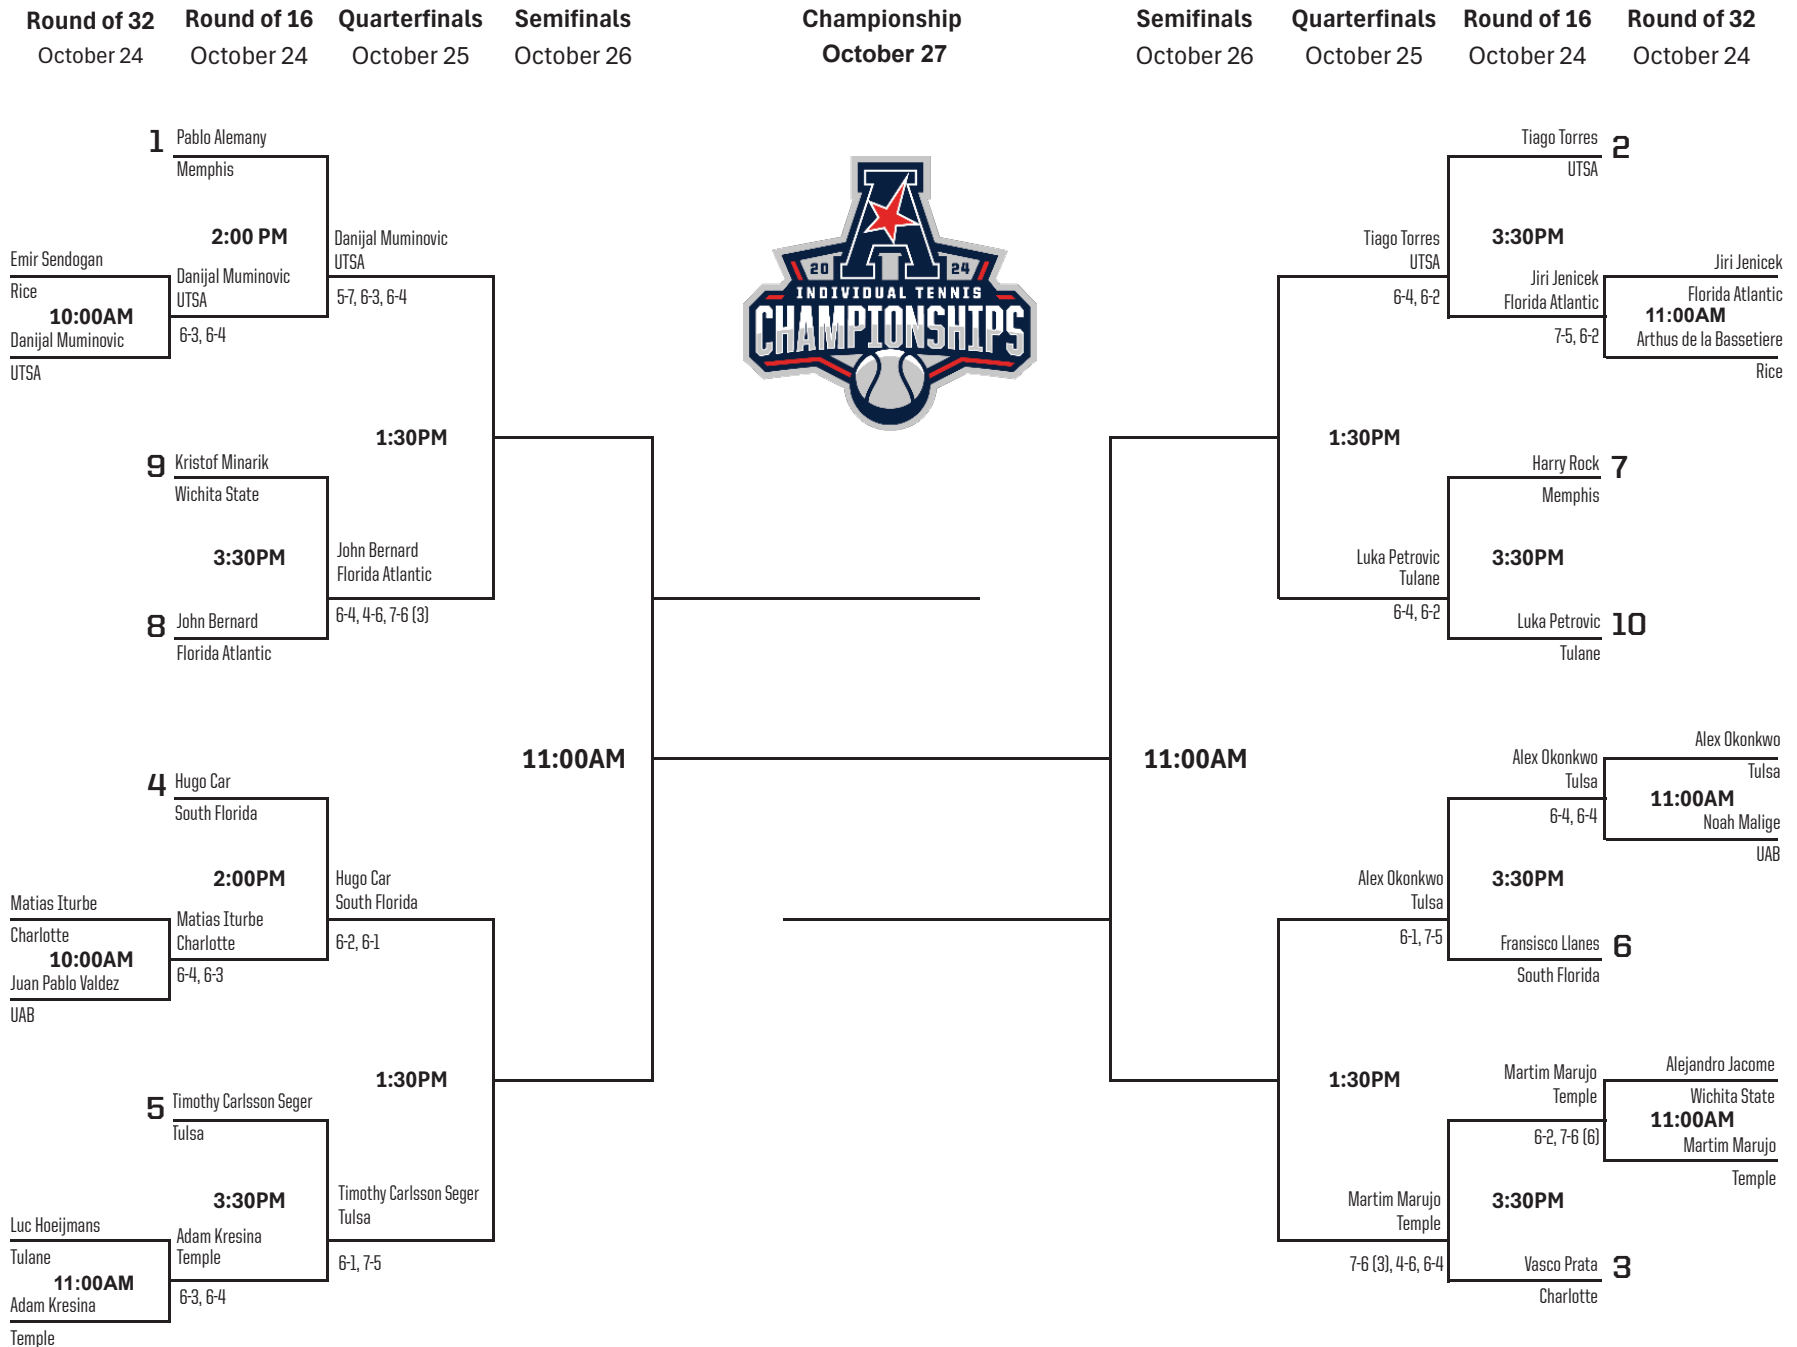 Round of 32
October 24
Round of 16
October 24
Quarterfinals
October 25
Semifinals
October 26
Championship
October 27
Semifinals
October 26
Quarterfinals
October 25
Round of 16
October 24
Round of 32
October 24
1
Pablo Alemany
Memphis
2:00 PM
Emir Sendogan
Rice
10:00AM
Danijal Muminovic
UTSA
Danijal Muminovic
UTSA
6-3, 6-4
Danijal Muminovic
UTSA
5-7, 6-3, 6-4
1:30PM
9
Kristof Minarik
Wichita State
3:30PM
8
John Bernard
Florida Atlantic
John Bernard
Florida Atlantic
6-4, 4-6, 7-6 (3)
11:00AM
4
Hugo Car
South Florida
2:00PM
Matias Iturbe
Charlotte
10:00AM
Juan Pablo Valdez
UAB
Matias Iturbe
Charlotte
6-4, 6-3
Hugo Car
South Florida
6-2, 6-1
1:30PM
5
Timothy Carlsson Seger
Tulsa
3:30PM
Luc Hoeijmans
Tulane
11:00AM
Adam Kresina
Temple
Adam Kresina
Temple
6-3, 6-4
Timothy Carlsson Seger
Tulsa
6-1, 7-5
20 24
INDIVIDUAL TENNIS
CHAMPIONSHIPS
Tiago Torres
2
UTSA
3:30PM
Tiago Torres
UTSA
6-4, 6-2
Jiri Jenicek
Florida Atlantic
7-5, 6-2
Jiri Jenicek
Florida Atlantic
11:00AM
Arthus de la Bassetiere
Rice
1:30PM
Harry Rock
7
Memphis
3:30PM
Luka Petrovic
Tulane
6-4, 6-2
Luka Petrovic
10
Tulane
11:00AM
Alex Okonkwo
Tulsa
6-4, 6-4
Alex Okonkwo
Tulsa
11:00AM
Noah Malige
UAB
3:30PM
Alex Okonkwo
Tulsa
6-1, 7-5
Fransisco Llanes
6
South Florida
1:30PM
Martim Marujo
Temple
6-2, 7-6 (6)
Alejandro Jacome
Wichita State
11:00AM
Martim Marujo
Temple
3:30PM
Martim Marujo
Temple
7-6 (3), 4-6, 6-4
Vasco Prata
3
Charlotte